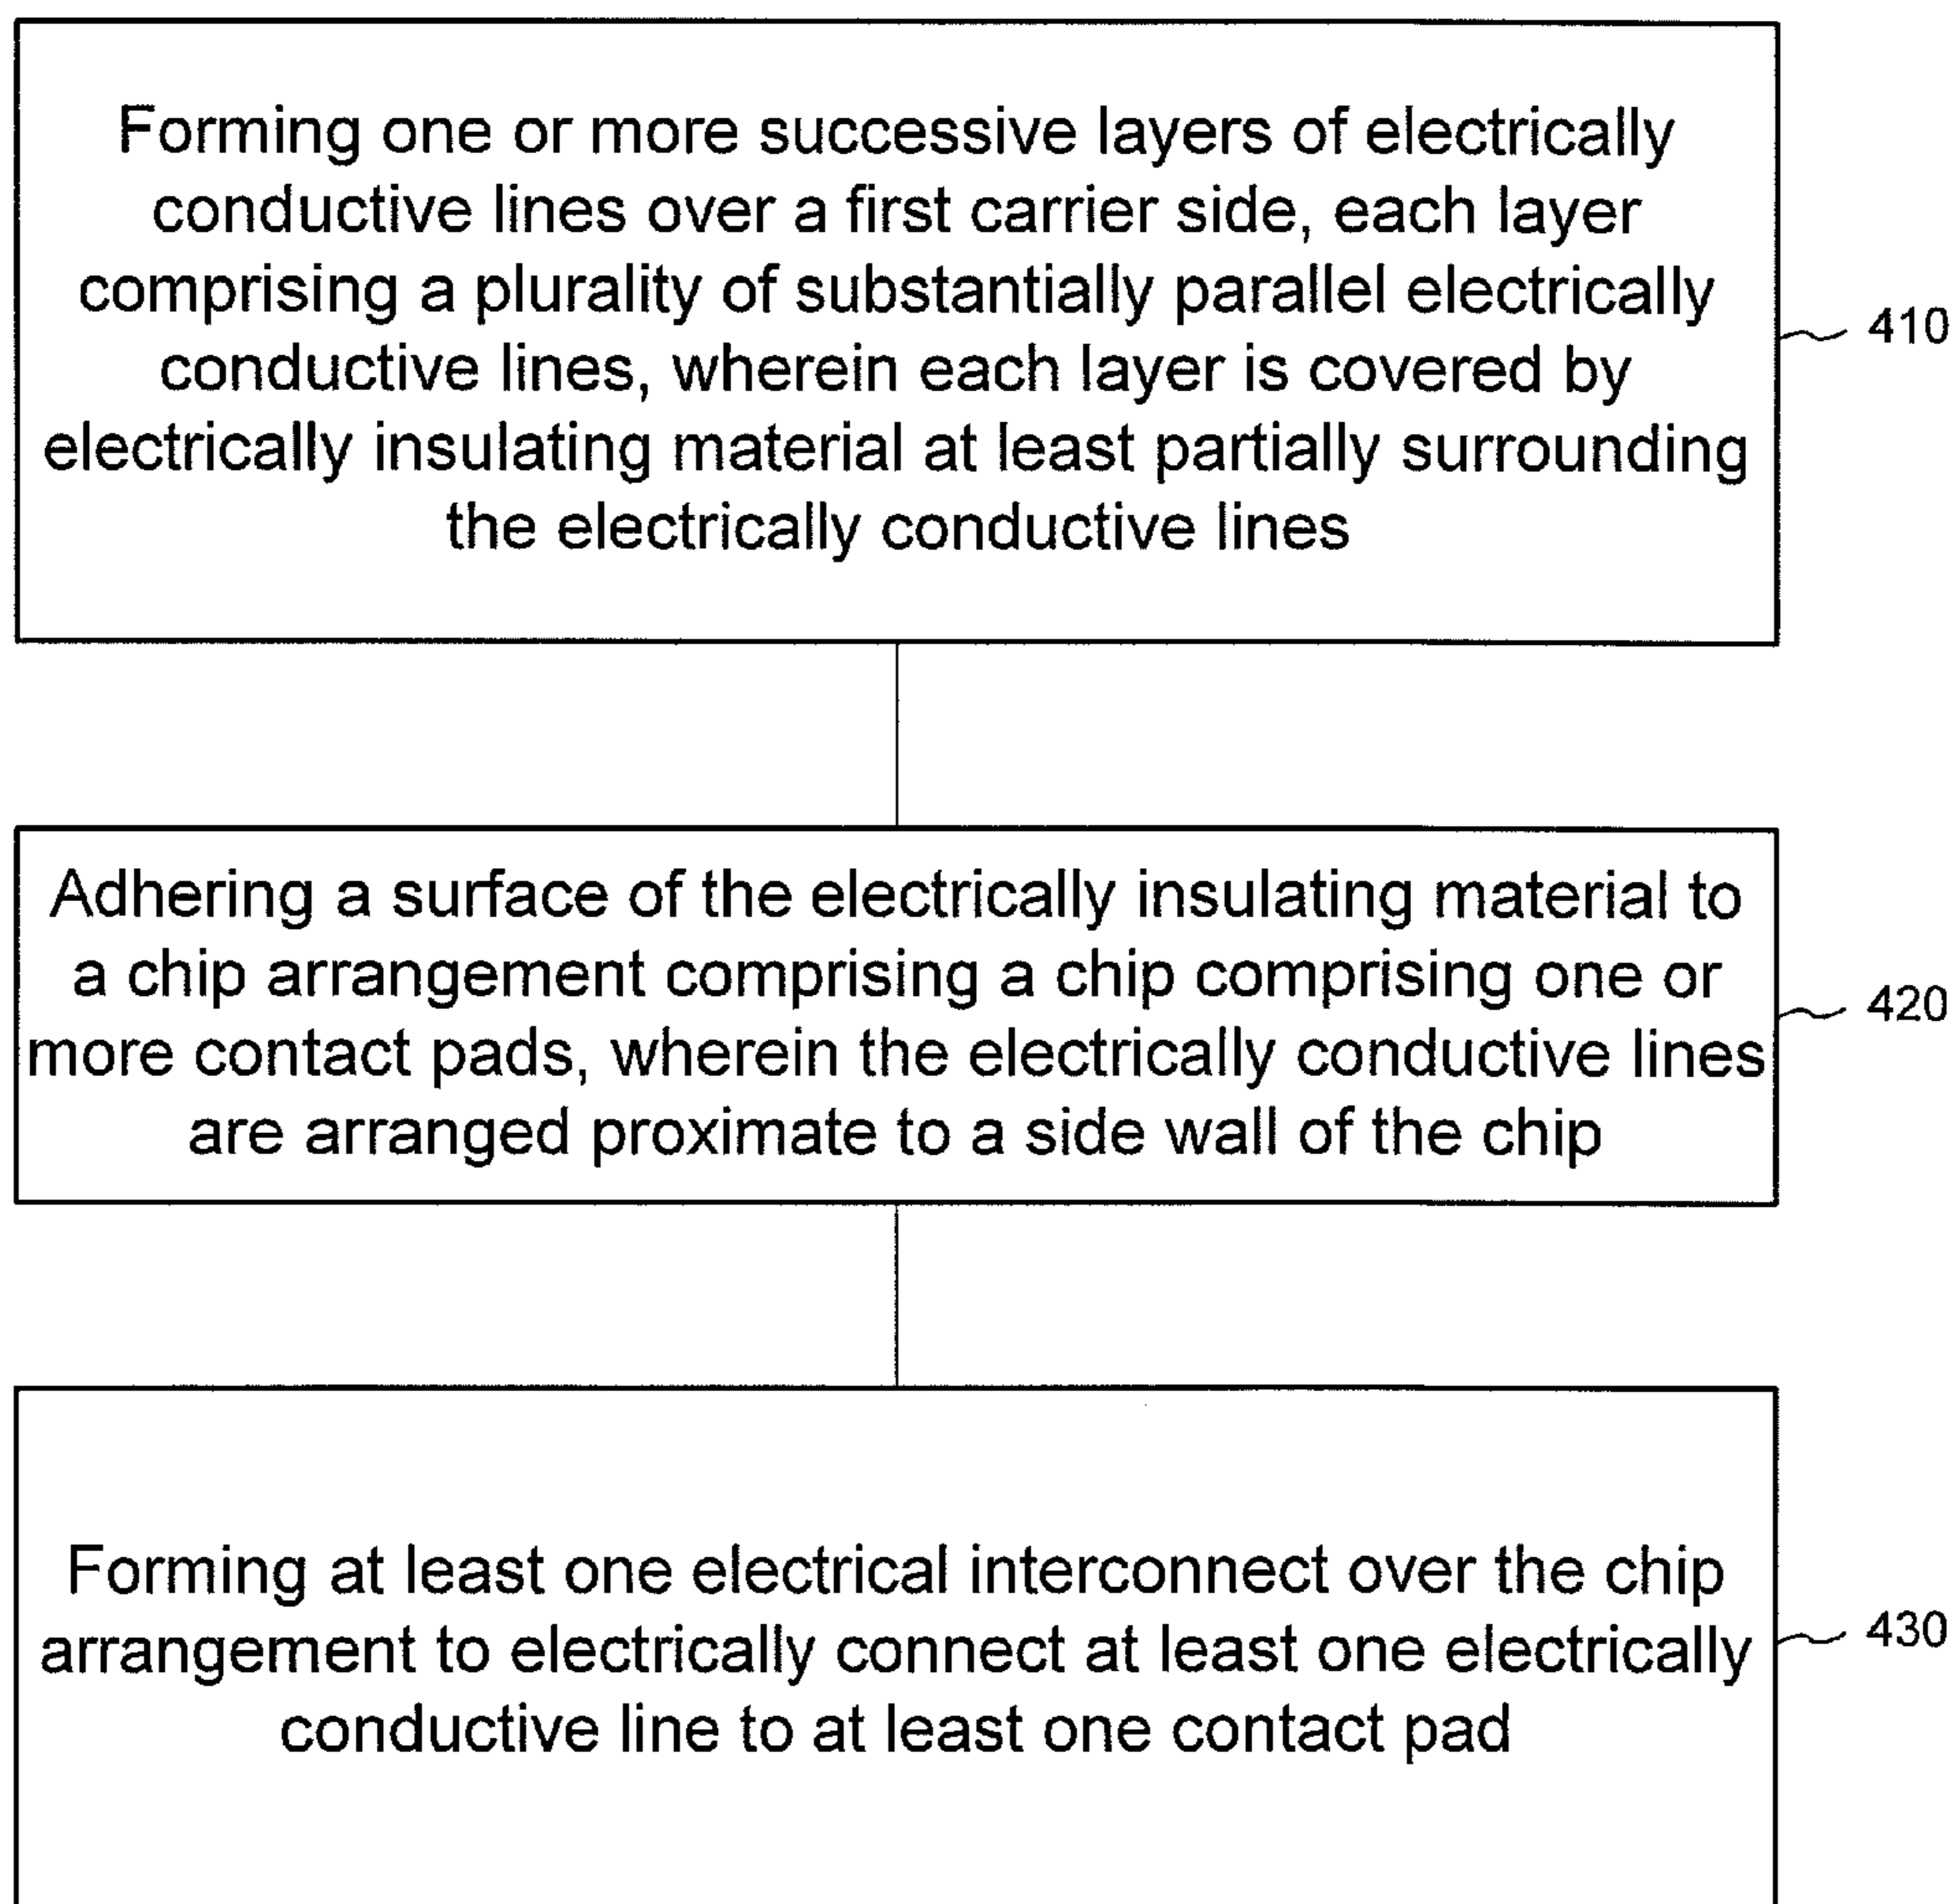 Forming one or more successive layers of electrically
conductive lines over a first carrier side, each layer
comprising a plurality of substantially parallel electrically
conductive lines, wherein each layer is covered by
electrically insulating material at least partially surrounding
the electrically conductive lines
410
Adhering a surface of the electrically insulating material to
a chip arrangement comprising a chip comprising one or
more contact pads, wherein the electrically conductive lines
are arranged proximate to a side wall of the chip
420
Forming at least one electrical interconnect over the chip
arrangement to electrically connect at least one electrically
conductive line to at least one contact pad
430